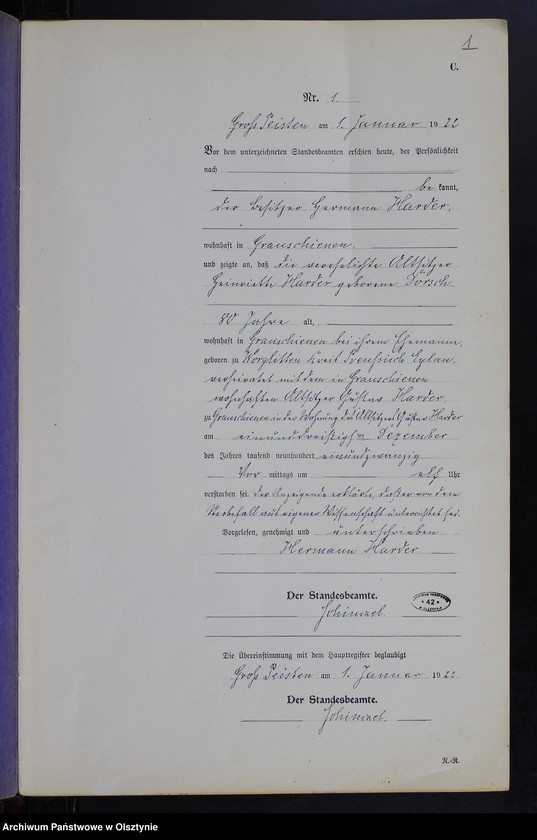 1
C.
Nr. 1.
Groß Peisten am 1. Januar 1922
Vor dem unterzeichneten Standesbeamten erschien heute, der Persönlichkeit
nach
be kannt,
der Besitzer Hermann Harder,
wohnhaft in Grauschienen.
und zeigte an, daß die verehelichte Altsitzer
Heinriette Harder geborene Dorsch
80 Jahre alt,
wohnhaft in Grauschienen bei ihrem Ehemann,
geboren zu Worglitten Kreis Preußisch Eylau.
verheiratet mit dem in Grauschienen
wohnhaften Altsitzer Gustav Harder,
zu Grauschienen in der Wohnung des Altsitzers Gustav Harder
am einunddreißigsten Dezember
des Jahres tausend neunhundert einundzwanzig
Vor mittags um elf Uhr
verstorben sei. Der Anzeigende erklärte, daß er von dem
Sterbefall aus eigener Wissenschaft unterrichtet sei.
Vorgelesen, genehmigt und unterschrieben
Hermann Harder
Der Standesbeamte.
Schimmel.
42
Die Übereinstimmung mit dem Hauptregister beglaubigt
Groß Peisten am 1. Januar 1922
Der Standesbeamte.
Schimmel.
R.-R.
Archiwum Państwowe w Olsztynie